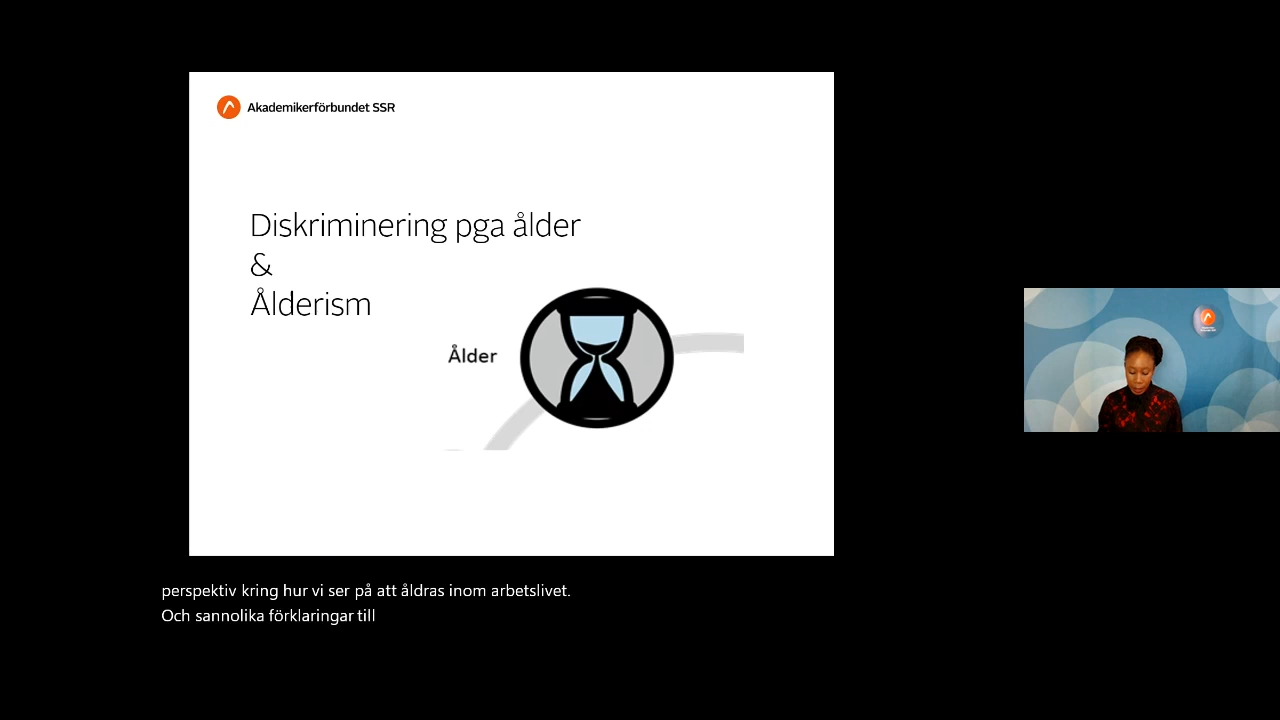 Akademikerförbundet SSR
Diskriminering pga ålder
&
Ålderism
Ålder
perspektiv kring hur vi ser på att åldras inom arbetslivet.
Och sannolika förklaringar till